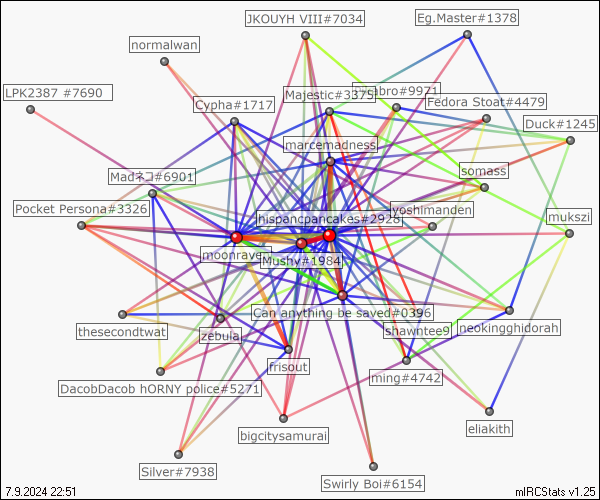 JKOUYH VIII#7034
Eg.Master#1378
normalwan
LPK2387 #7690
Majestic#3375
#9971
Cypha#1717
Fedora Stoat#4479
Duck#1245
marcemadness
somass
Madネコ#6901
Pocket Persona#3326
hispancpancakes#2928
yoshimanden
mukszi
moonraven
Mushy#1984
Can anything be saved#0396
thesecondtwat
zebula
shawntee9
neokingghidorah
frisout
ming#4742
DacobDacob hORNY police#5271
eliakith
bigcitysamurai
Silver#7938
Swirly Boi#6154
7.9.2024 22:51
mIRCStats v1.25